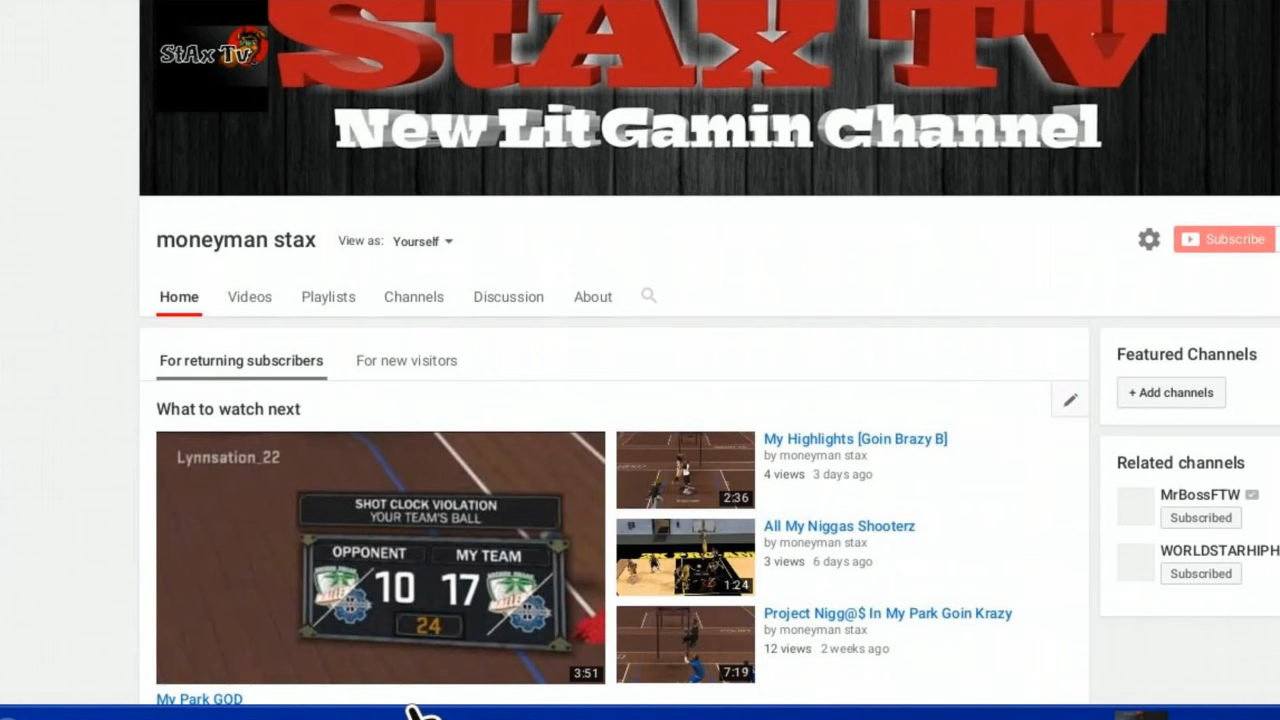 StAx Tv
StAx TV
New Lit Gamin Channel
moneyman stax
View as: Yourself
Subscribe
Home Videos Playlists Channels Discussion About
For returning subscribers For new visitors
What to watch next
Lynnsation_22
SHOT CLOCK VIOLATION
YOUR TEAM'S BALL
OPPONENT MY TEAM
10 17
24
3:51
My Park GOD
2:36
My Highlights [Goin Brazy B]
by moneyman stax
4 views 3 days ago
1:24
All My Niggas Shooterz
by moneyman stax
3 views 6 days ago
7:19
Project Nigg@$ In My Park Goin Krazy
by moneyman stax
12 views 2 weeks ago
Featured Channels
+ Add channels
Related channels
MrBossFTW
Subscribed
WORLDSTARHIPH
Subscribed